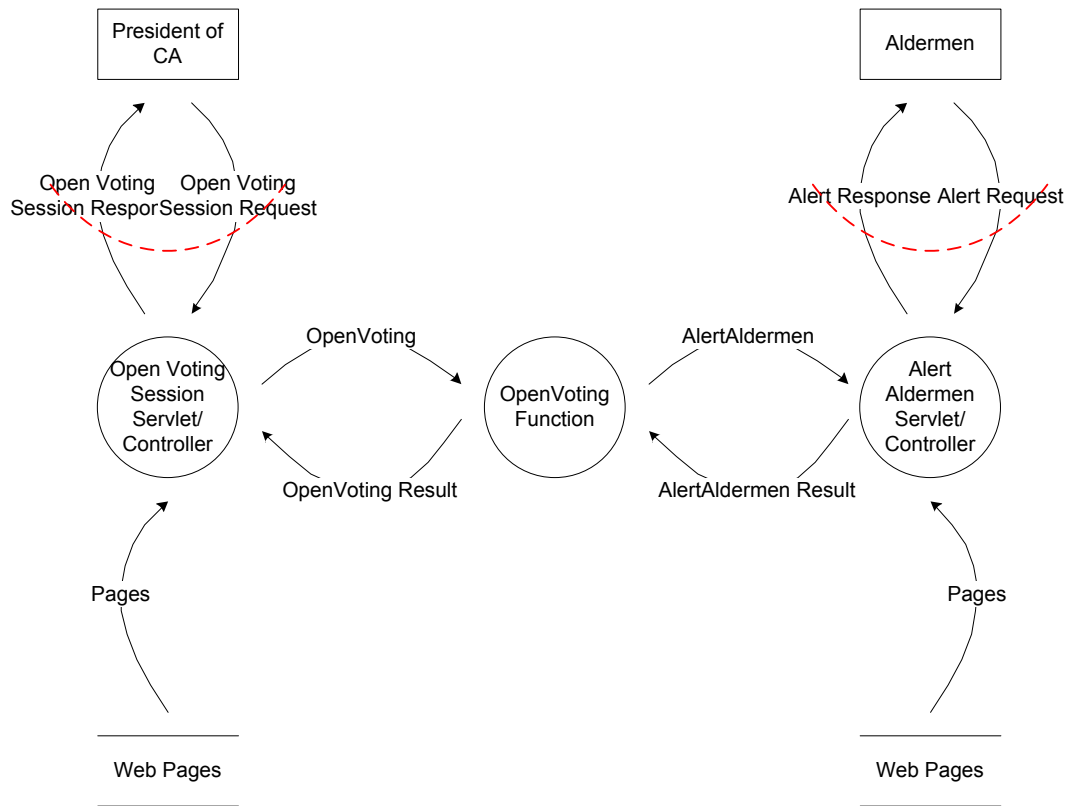 President of
CA
Aldermen
Open Voting
Session Respor
Open Voting
Session Request
Alert Response
Alert Request
OpenVoting
AlertAldermen
Open Voting
Session
Servlet/
Controller
OpenVoting
Function
Alert
Aldermen
Servlet/
Controller
OpenVoting Result
AlertAldermen Result
Pages
Pages
Web Pages
Web Pages